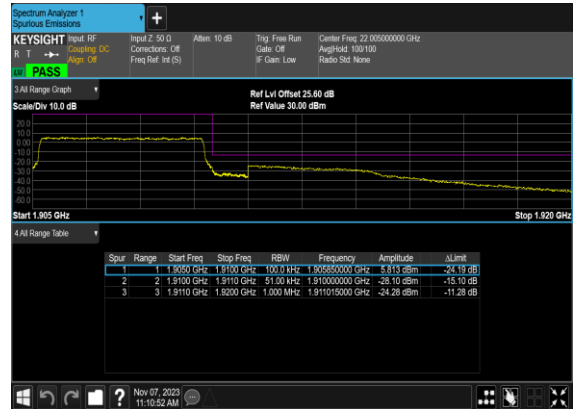 Spectrum Analyzer 1
Spurious Emissions
KEYSIGHT Input: RF Input Z: 50 Ω Atten: 10 dB Trig: Free Run Center Freq: 22.005000000 GHz
R T Coupling: DC Corrections: Off Gate: Off Avg|Hold: 100/100
Align: Off Freq Ref: Int (S) IF Gain: Low Radio Std: None
PASS
3 All Range Graph
Ref Lvl Offset 25.60 dB
Scale/Div 10.0 dB Ref Value 30.00 dBm
20.0
10.0
0.00
-10.0
-20.0
-30.0
-40.0
-50.0
-60.0
Start 1.905 GHz Stop 1.920 GHz
4 All Range Table
Spur Range Start Freq Stop Freq RBW Frequency Amplitude ΔLimit
1 1 1.9050 GHz 1.9100 GHz 100.0 kHz 1.905850000 GHz 5.813 dBm -24.19 dB
2 2 1.9100 GHz 1.9110 GHz 51.00 kHz 1.910000000 GHz -28.10 dBm -15.10 dB
3 3 1.9110 GHz 1.9200 GHz 1.000 MHz 1.911015000 GHz -24.28 dBm -11.28 dB
? Nov 07, 2023
11:10:52 AM